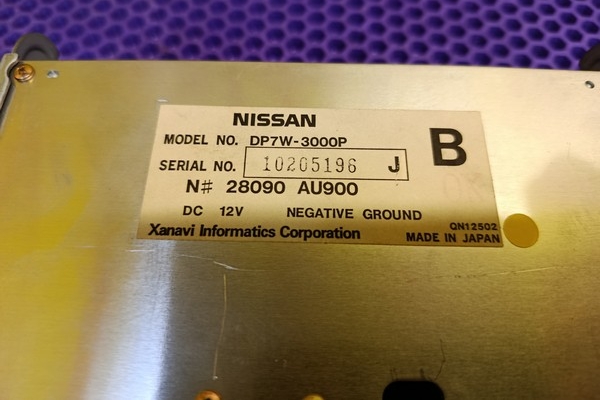 NISSAN
MODEL NO. DP7W-3000P
B
SERIAL NO. 10205196 J
N# 28090 AU900
DC 12V NEGATIVE GROUND
QN12502
Xanavi Informatics Corporation MADE IN JAPAN